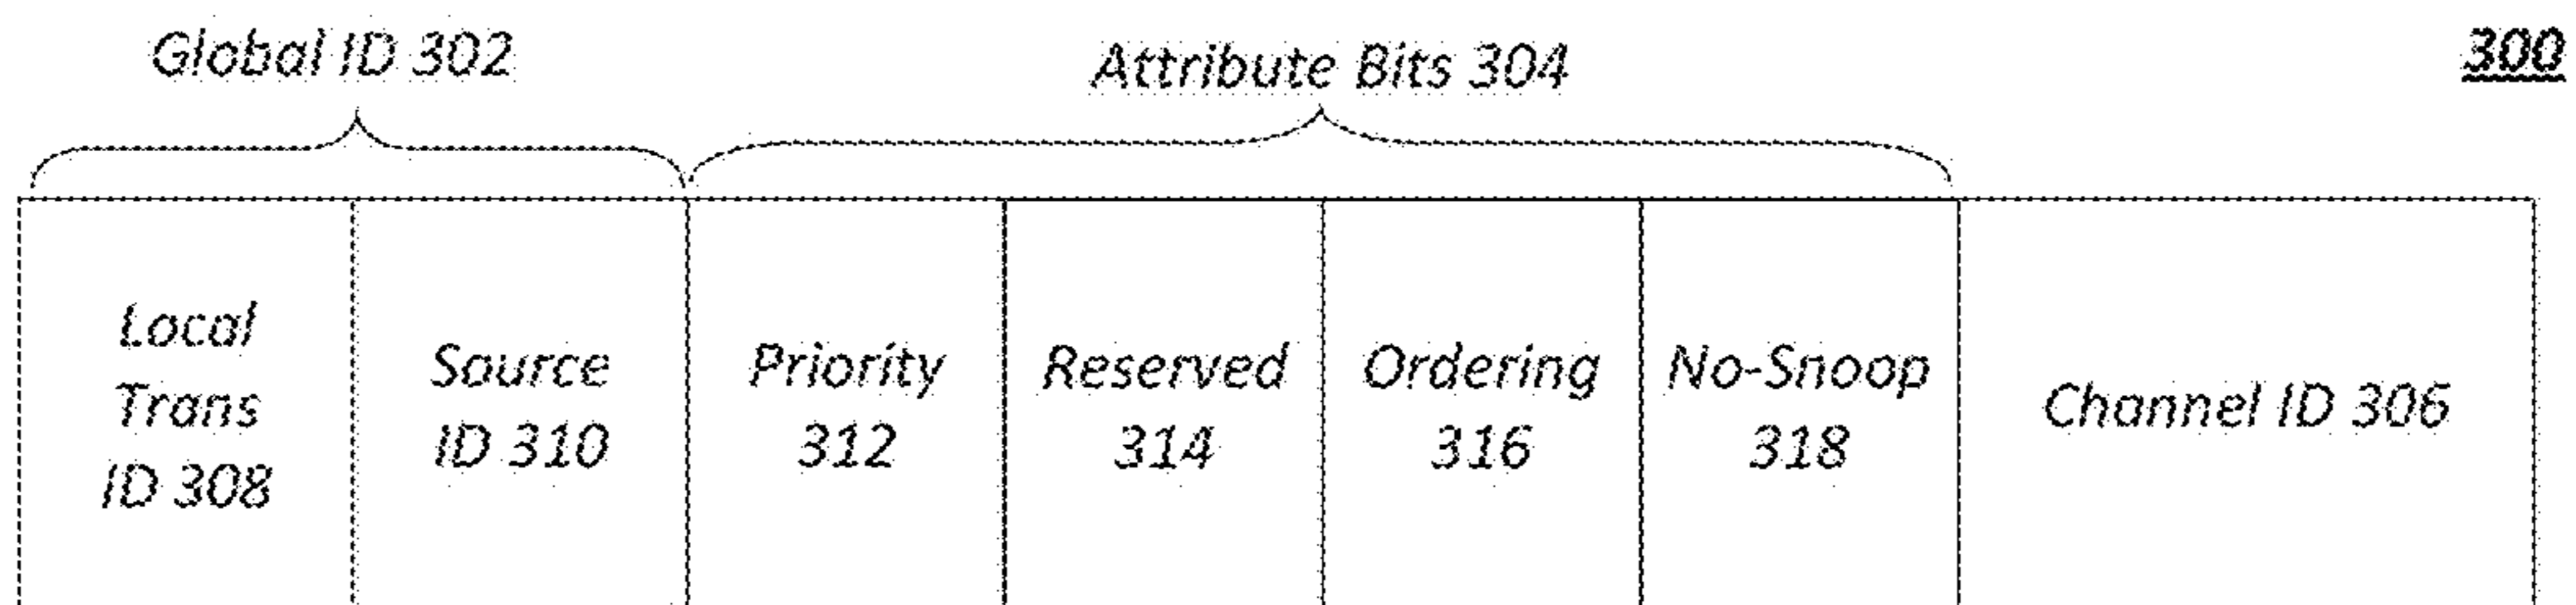 Global ID 302
Attribute Bits 304
300
Local
Trans
ID 308
Source
ID 310
Priority
312
Reserved
314
Ordering
316
No-Snoop
318
Channel ID 306